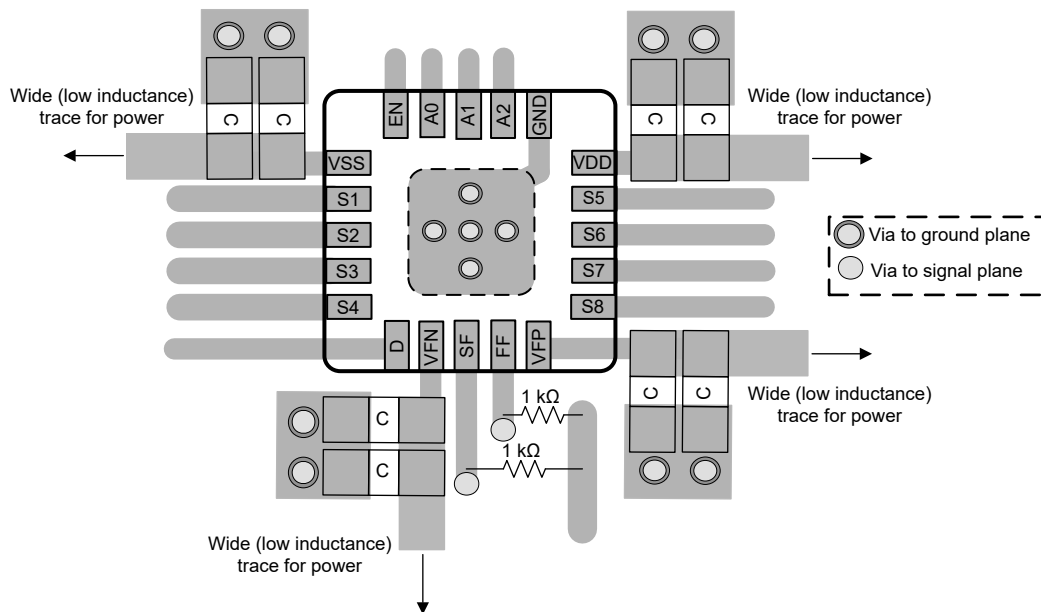 C
C
C
C
Wide (low inductance)
trace for power
Wide (low inductance)
trace for power
EN
A0
A1
A2
GND
VSS
VDD
S1
S5
S2
S6
S3
S7
S4
S8
Via to ground plane
Via to signal plane
D
VFN
SF
FF
VFP
C
C
Wide (low inductance)
trace for power
1 kΩ
1 kΩ
C
C
Wide (low inductance)
trace for power